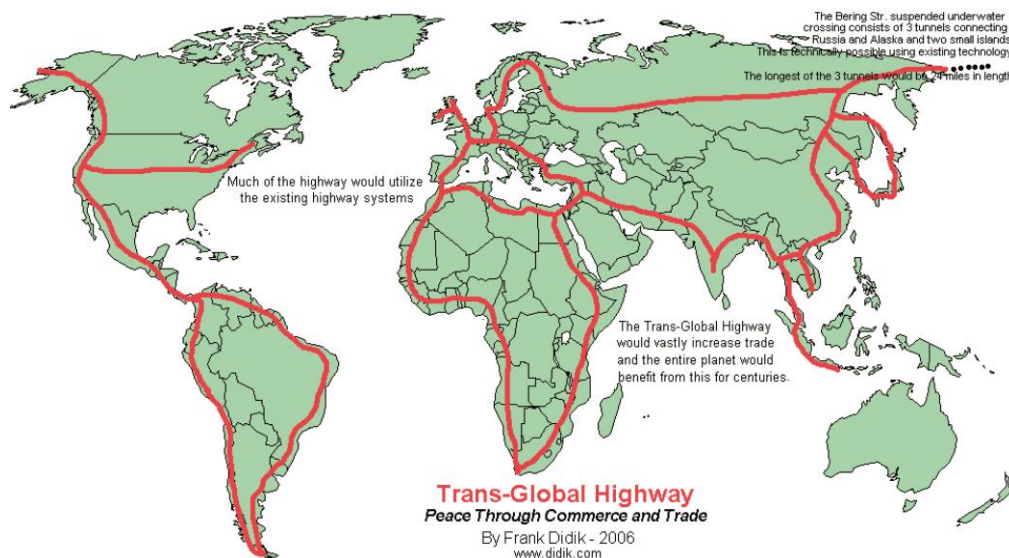 The Bering Str. suspended underwater
crossing consists of 3 tunnels connecting
Russia and Alaska and two small islands
This is technically possible using existing technology
The longest of the 3 tunnels would be 24 miles in length
Much of the highway would utilize
the existing highway systems
The Trans-Global Highway
would vastly increase trade
and the entire planet would
benefit from this for centuries.
Trans-Global Highway
Peace Through Commerce and Trade
By Frank Didik - 2006
www.didik.com